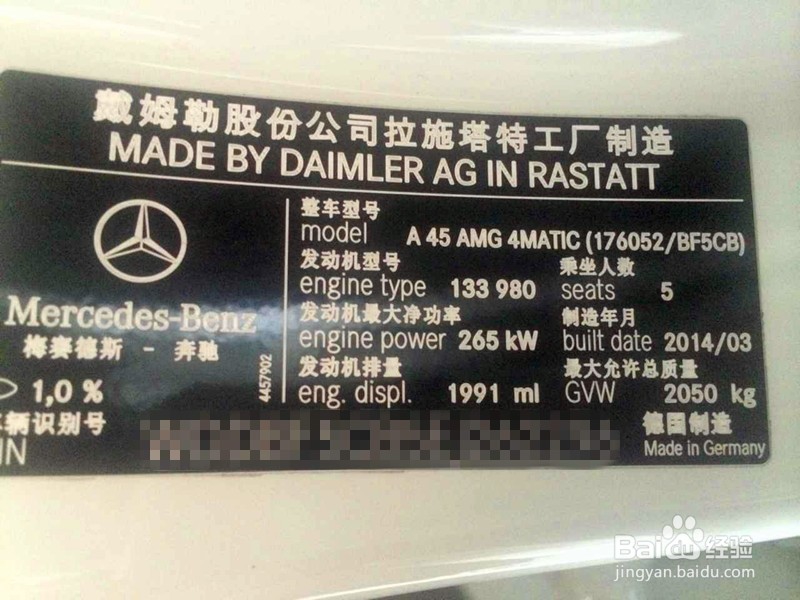 戴姆勒股份公司拉施塔特工厂制造
MADE BY DAIMLER AG IN RASTATT
整车型号
model A 45 AMG 4MATIC (176052/BF5CB)
发动机型号 乘坐人数
engine type 133 980 seats 5
发动机最大净功率 制造年月
engine power 265 kW built date 2014/03
发动机排量 最大允许总质量
eng. displ. 1991 ml GVW 2050 kg
Mercedes-Benz
梅赛德斯 - 奔驰
1,0 %
4457902
车辆识别号 德国制造
IN Made in Germany
Baidu 经验
jingyan.baidu.com